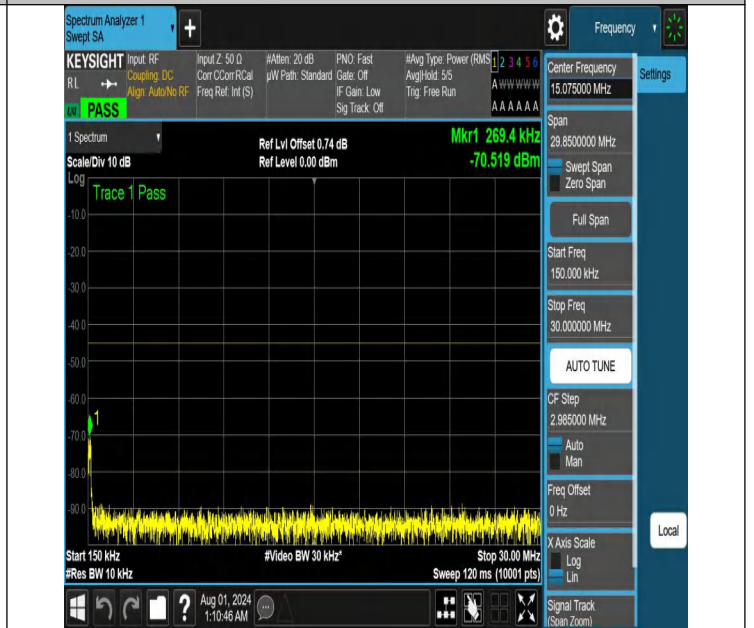 Spectrum Analyzer 1
Swept SA
+
Frequency
KEYSIGHT
RL
PASS
Input: RF
Coupling: DC
Align: Auto/No RF
Input Z: 50 Ω
Corr CCorr RCal
Freq Ref: Int (S)
#Atten: 20 dB
µW Path: Standard
PNO: Fast
Gate: Off
IF Gain: Low
Sig Track: Off
#Avg Type: Power (RMS
Avg|Hold: 5/5
Trig: Free Run
1 2 3 4 5 6
A W W W W W
A A A A A A
1 Spectrum
Scale/Div 10 dB
Ref Lvl Offset 0.74 dB
Ref Level 0.00 dBm
Mkr1 269.4 kHz
-70.519 dBm
Log
Trace 1 Pass
-10.0
-20.0
-30.0
-40.0
-50.0
-60.0
1
-70.0
-80.0
-90.0
Start 150 kHz
#Res BW 10 kHz
#Video BW 30 kHz*
Stop 30.00 MHz
Sweep 120 ms (10001 pts)
Center Frequency
15.075000 MHz
Settings
Span
29.8500000 MHz
Swept Span
Zero Span
Full Span
Start Freq
150.000 kHz
Stop Freq
30.000000 MHz
AUTO TUNE
CF Step
2.985000 MHz
Auto
Man
Freq Offset
0 Hz
X Axis Scale
Log
Lin
Local
Signal Track
(Span Zoom)
?
Aug 01, 2024
1:10:46 AM